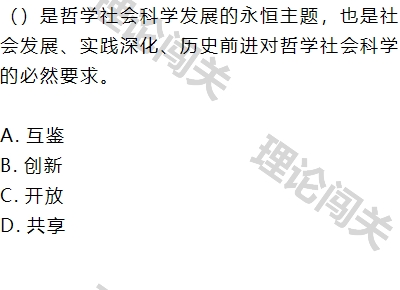 （）是哲学社会科学发展的永恒主题，也是社
会发展、实践深化、历史前进对哲学社会科学
的必然要求。
A. 互鉴
B. 创新
C. 开放
D. 共享
理论闯关
理论闯关